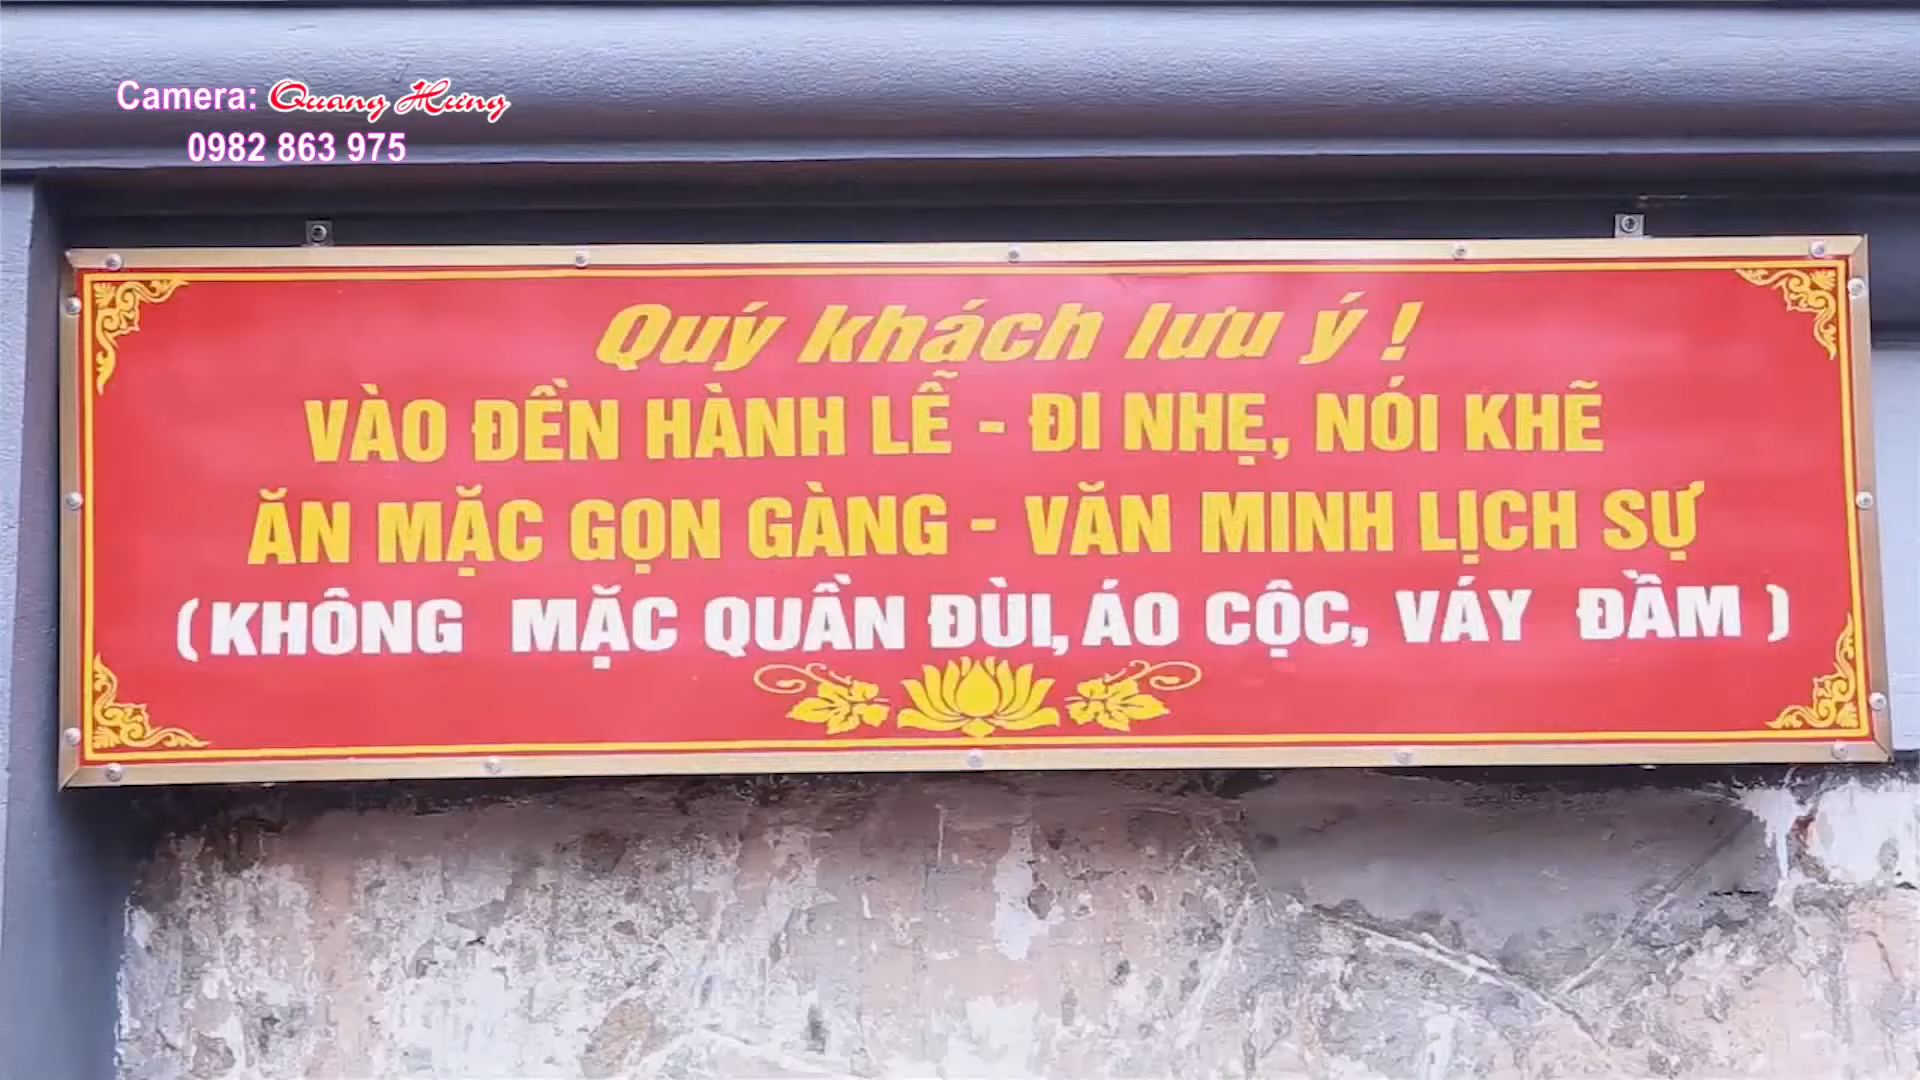 Camera: Quang Hưng
0982 863 975
Quý khách lưu ý !
VÀO ĐỀN HÀNH LỄ - ĐI NHẸ, NÓI KHẼ
ĂN MẶC GỌN GÀNG - VĂN MINH LỊCH SỰ
(KHÔNG MẶC QUẦN ĐÙI, ÁO CỘC, VÁY ĐẦM )